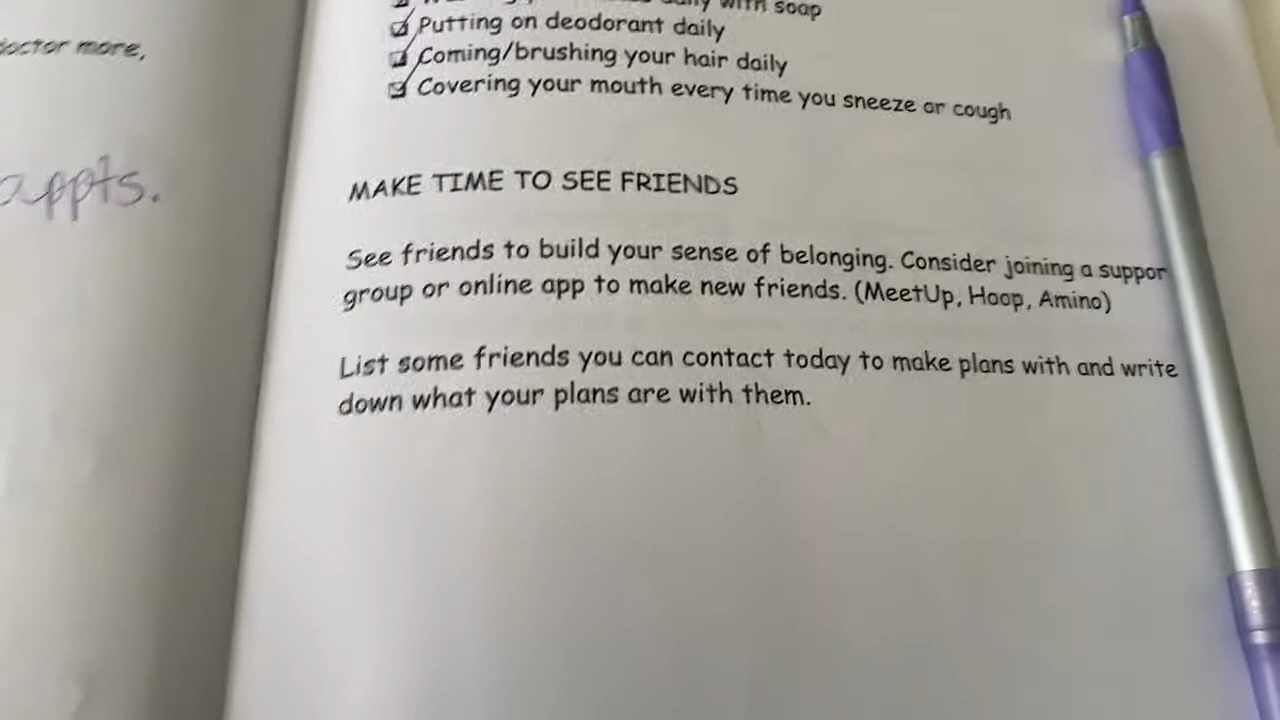 doctor more,
appts.
daily with soap
Putting on deodorant daily
Coming/brushing your hair daily
Covering your mouth every time you sneeze or cough
MAKE TIME TO SEE FRIENDS
See friends to build your sense of belonging. Consider joining a suppor
group or online app to make new friends. (MeetUp, Hoop, Amino)
List some friends you can contact today to make plans with and write
down what your plans are with them.